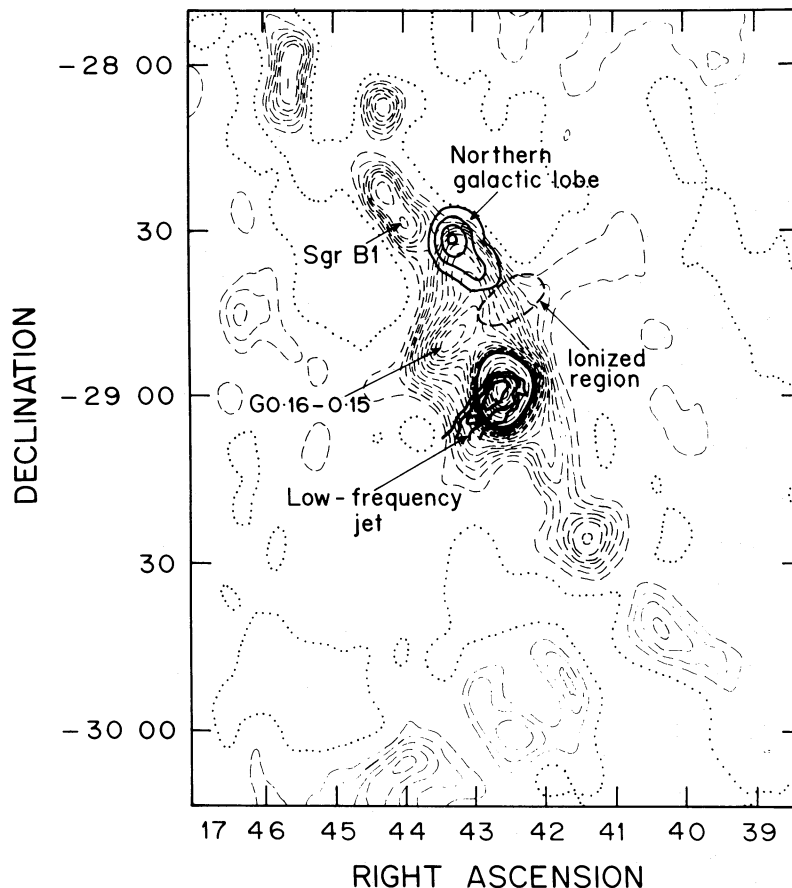 -28 00
Northern
galactic lobe
30
Sgr B1
Ionized
region
-29 00
G0·16-0·15
DECLINATION
Low-frequency
jet
30
-30 00
17 46 45 44 43 42 41 40 39
RIGHT ASCENSION